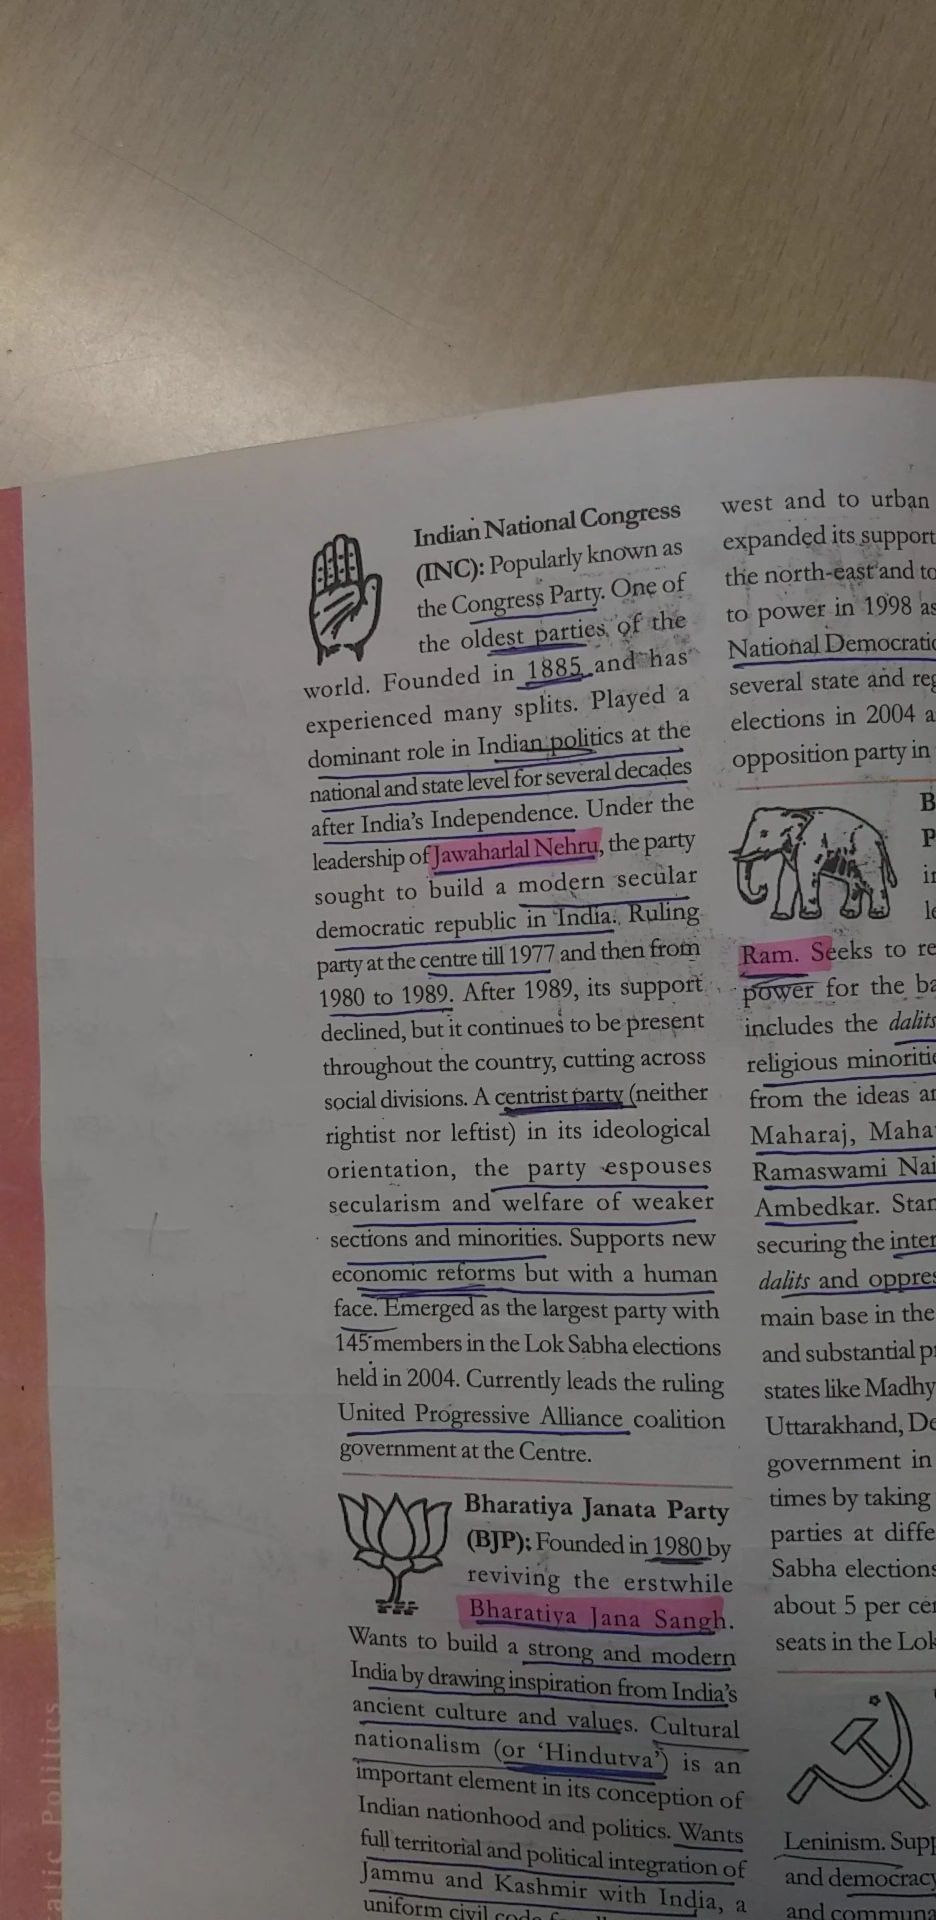 Indian National Congress
(INC): Popularly known as
the Congress Party. One of
the oldest parties of the
world. Founded in 1885 and has
experienced many splits. Played a
dominant role in Indian politics at the
national and state level for several decades
after India's Independence. Under the
leadership of Jawaharlal Nehru, the party
sought to build a modern secular
democratic republic in India. Ruling
party at the centre till 1977 and then from
1980 to 1989. After 1989, its support
declined, but it continues to be present
throughout the country, cutting across
social divisions. A centrist party (neither
rightist nor leftist) in its ideological
orientation, the party espouses
secularism and welfare of weaker
sections and minorities. Supports new
economic reforms but with a human
face. Emerged as the largest party with
145 members in the Lok Sabha elections
held in 2004. Currently leads the ruling
United Progressive Alliance coalition
government at the Centre.
Bharatiya Janata Party
(BJP): Founded in 1980 by
reviving the erstwhile
Bharatiya Jana Sangh.
Wants to build a strong and modern
India by drawing inspiration from India's
ancient culture and values. Cultural
nationalism (or 'Hindutva') is an
important element in its conception of
Indian nationhood and politics. Wants
full territorial and political integration of
Jammu and Kashmir with India, a
uniform civil code
west and to urban
expanded its support
the north-east and to
to power in 1998 as
National Democratic
several state and reg
elections in 2004 a
opposition party in
B
P
in
le
Ram. Seeks to re
power for the ba
includes the dalits
religious minoritie
from the ideas an
Maharaj, Maha
Ramaswami Nai
Ambedkar. Stan
securing the inter
dalits and oppres
main base in the
and substantial pr
states like Madhy
Uttarakhand, De
government in
times by taking
parties at diffe
Sabha elections
about 5 per cen
seats in the Lok
Leninism. Supp
and democracy
and communa
atic Politics